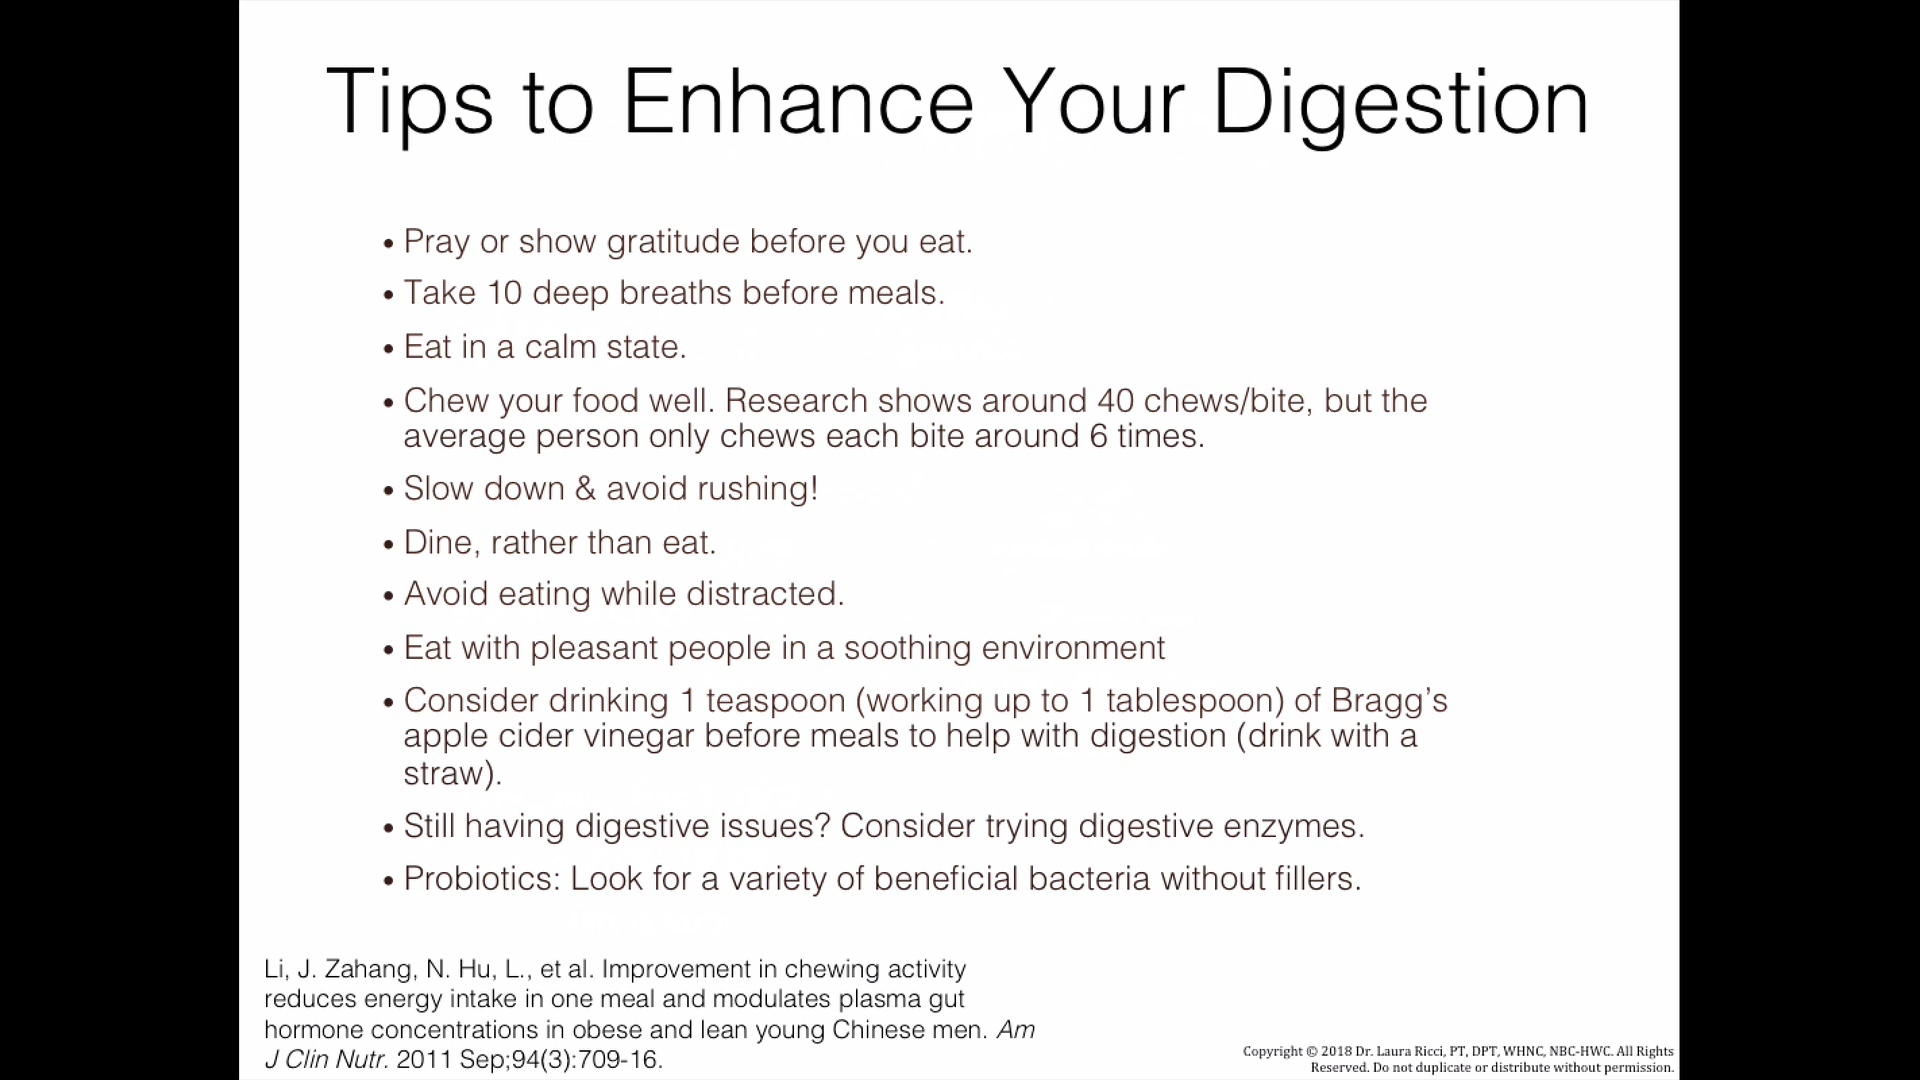 Tips to Enhance Your Digestion
• Pray or show gratitude before you eat.
• Take 10 deep breaths before meals.
• Eat in a calm state.
• Chew your food well. Research shows around 40 chews/bite, but the
average person only chews each bite around 6 times.
• Slow down & avoid rushing!
• Dine, rather than eat.
• Avoid eating while distracted.
• Eat with pleasant people in a soothing environment
• Consider drinking 1 teaspoon (working up to 1 tablespoon) of Bragg’s
apple cider vinegar before meals to help with digestion (drink with a
straw).
• Still having digestive issues? Consider trying digestive enzymes.
• Probiotics: Look for a variety of beneficial bacteria without fillers.
Li, J. Zahang, N. Hu, L., et al. Improvement in chewing activity
reduces energy intake in one meal and modulates plasma gut
hormone concentrations in obese and lean young Chinese men. Am
J Clin Nutr. 2011 Sep;94(3):709-16.
Copyright © 2018 Dr. Laura Ricci, PT, DPT, WHNC, NBC-HWC. All Rights
Reserved. Do not duplicate or distribute without permission.